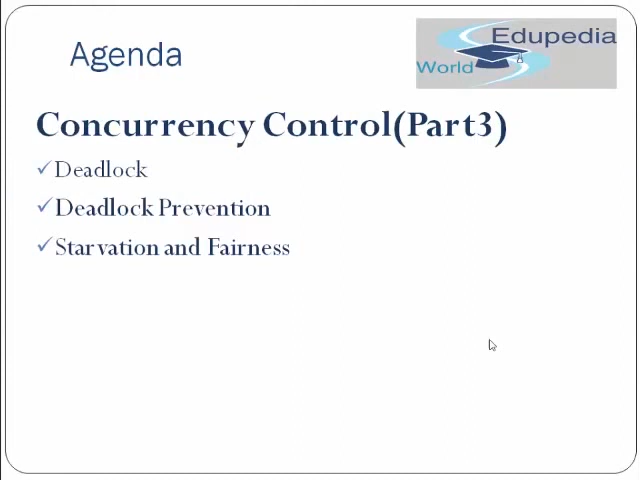 Agenda
Edupedia
World
Concurrency Control(Part3)
✓Deadlock
✓Deadlock Prevention
✓Starvation and Fairness